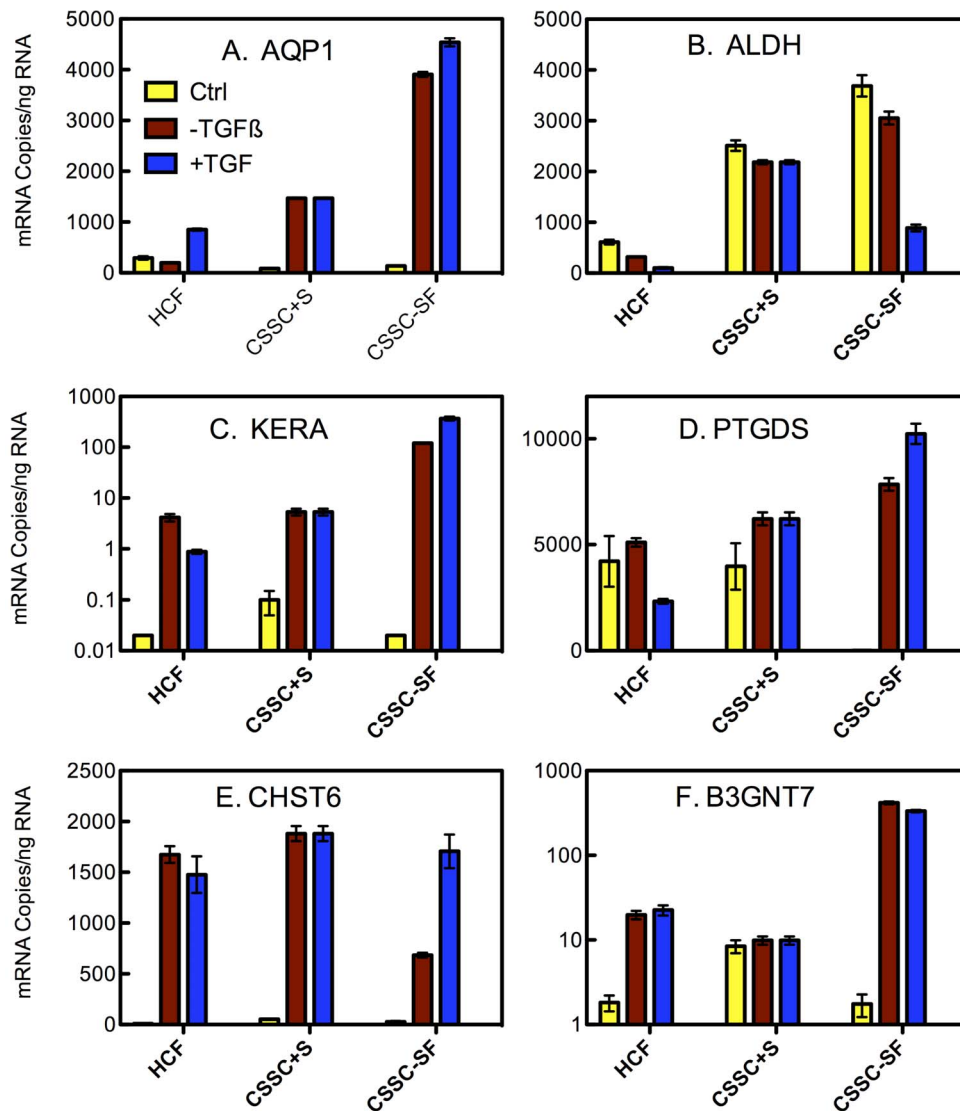 A. AQP1
mRNA Copies/ng RNA
5000
4000
3000
2000
1000
0
Ctrl
-TGFß
+TGF
HCF
CSSC+S
CSSC-SF
B. ALDH
5000
4000
3000
2000
1000
0
HCF
CSSC+S
CSSC-SF
C. KERA
mRNA Copies/ng RNA
1000
100
10
1
0.1
0.01
HCF
CSSC+S
CSSC-SF
D. PTGDS
10000
5000
0
HCF
CSSC+S
CSSC-SF
E. CHST6
mRNA Copies/ng RNA
2500
2000
1500
1000
500
0
HCF
CSSC+S
CSSC-SF
F. B3GNT7
1000
100
10
1
HCF
CSSC+S
CSSC-SF